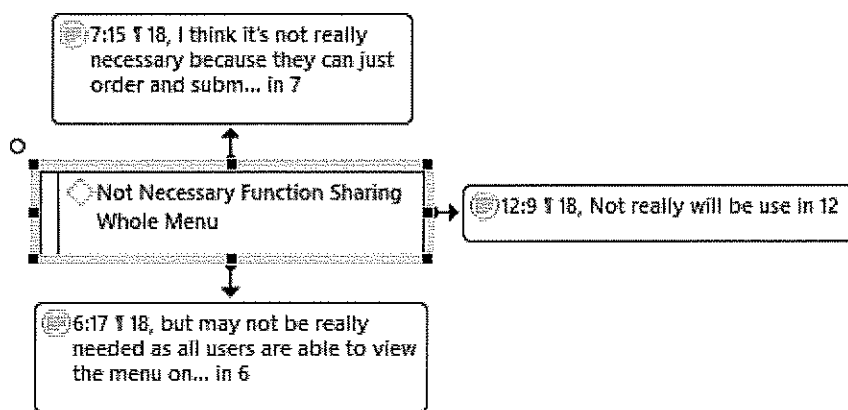 7:15 ¶ 18, I think it's not really
necessary because they can just
order and subm... in 7
Not Necessary Function Sharing
Whole Menu
12:9 ¶ 18, Not really will be use in 12
6:17 ¶ 18, but may not be really
needed as all users are able to view
the menu on... in 6